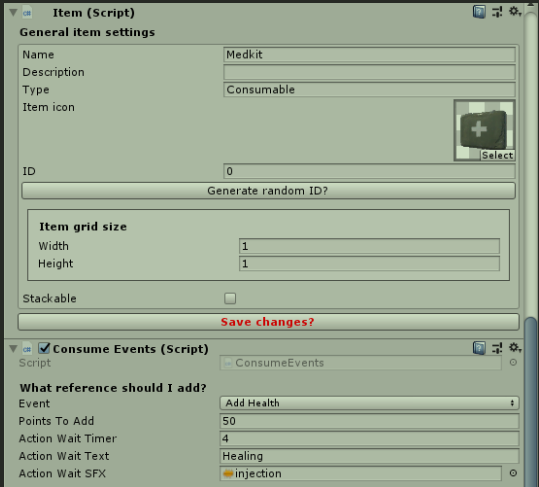 Item (Script)
General item settings
Name Medkit
Description
Type Consumable
Item icon
Select
ID 0
Generate random ID?
Item grid size
Width 1
Height 1
Stackable
Save changes?
Consume Events (Script)
Script ConsumeEvents
What reference should I add?
Event Add Health
Points To Add 50
Action Wait Timer 4
Action Wait Text Healing
Action Wait SFX injection